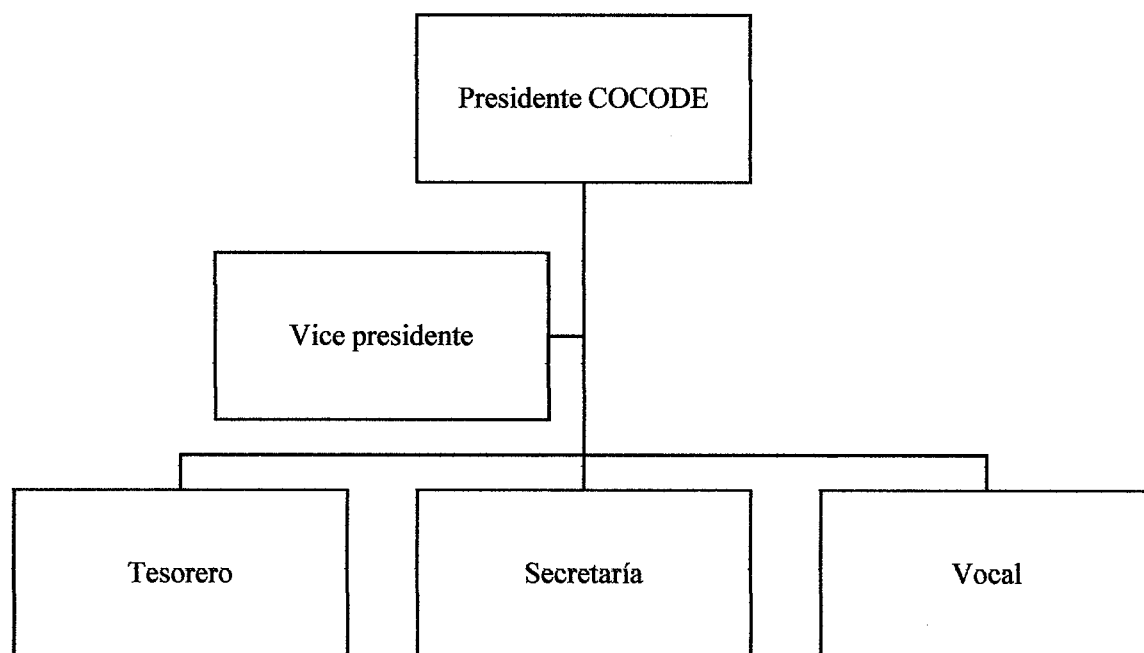 Presidente COCODE
Vice presidente
Tesorero
Secretaría
Vocal